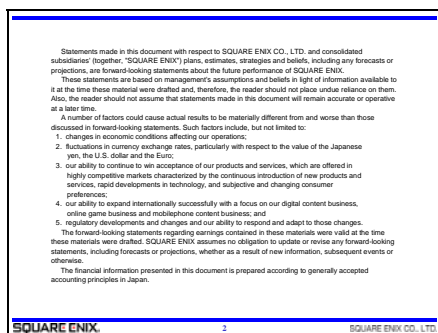 Statements made in this document with respect to SQUARE ENIX CO., LTD. and consolidated
subsidiaries' (together, "SQUARE ENIX") plans, estimates, strategies and beliefs, including any forecasts or
projections, are forward-looking statements about the future performance of SQUARE ENIX.
These statements are based on management's assumptions and beliefs in light of information available to
it at the time these material were drafted and, therefore, the reader should not place undue reliance on them.
Also, the reader should not assume that statements made in this document will remain accurate or operative
at a later time.
A number of factors could cause actual results to be materially different from and worse than those
discussed in forward-looking statements. Such factors include, but not limited to:
1. changes in economic conditions affecting our operations;
2. fluctuations in currency exchange rates, particularly with respect to the value of the Japanese
yen, the U.S. dollar and the Euro;
3. our ability to continue to win acceptance of our products and services, which are offered in
highly competitive markets characterized by the continuous introduction of new products and
services, rapid developments in technology, and subjective and changing consumer
preferences;
4. our ability to expand internationally successfully with a focus on our digital content business,
online game business and mobilephone content business; and
5. regulatory developments and changes and our ability to respond and adapt to those changes.
The forward-looking statements regarding earnings contained in these materials were valid at the time
these materials were drafted. SQUARE ENIX assumes no obligation to update or revise any forward-looking
statements, including forecasts or projections, whether as a result of new information, subsequent events or
otherwise.
The financial information presented in this document is prepared according to generally accepted
accounting principles in Japan.
SQUARE ENIX. 2 SQUARE ENIX CO., LTD.